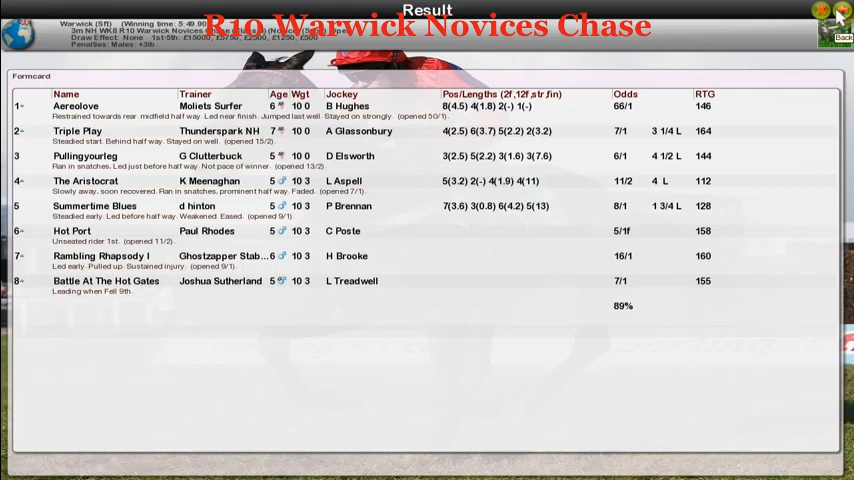 Result
R10 Warwick Novices Chase
Warwick (Sft) (Winning time: 5:49.90)
3m NH WK8 R10 Warwick Novices Chase
Draw Effect: None 1st-5th: £15000, £5750, £2500, £1250, £500
Penalties: Males: +3lb
Back
Formcard
Name Trainer Age Wgt Jockey Pos/Lengths (2f,12f,str,fin) Odds RTG
1 Aereolove Moliets Surfer 6 10 0 B Hughes 8(4.5) 4(1.8) 2(-) 1(-) 66/1 146
Restrained towards rear. midfield half way. Led near finish. Jumped last well. Stayed on strongly. (opened 50/1).
2 Triple Play Thunderspark NH 7 10 0 A Glassonbury 4(2.5) 6(3.7) 5(2.2) 2(3.2) 7/1 3 1/4 L 164
Steadied start. Behind half way. Stayed on well. (opened 15/2)
3 Pullingyourleg G Clutterbuck 5 10 0 D Elsworth 3(2.5) 5(2.2) 3(1.6) 3(7.6) 6/1 4 1/2 L 144
Ran in snatches. Led just before half way. Not pace of winner. (opened 13/2).
4 The Aristocrat K Meenaghan 5 10 3 L Aspell 5(3.2) 2(-) 4(1.9) 4(11) 11/2 4 L 112
Slowly away, soon recovered. Ran in snatches, prominent half way. Faded. (opened 7/1).
5 Summertime Blues d hinton 5 10 3 P Brennan 7(3.6) 3(0.8) 6(4.2) 5(13) 8/1 1 3/4 L 128
Steadied early. Led before half way. Weakened. Eased. (opened 9/1).
6 Hot Port Paul Rhodes 5 10 3 C Poste 5/1f 158
Unseated rider 1st. (opened 11/2).
7 Rambling Rhapsody I Ghostzapper Stab... 6 10 3 H Brooke 16/1 160
Led early. Pulled up. Sustained injury. (opened 9/1).
8 Battle At The Hot Gates Joshua Sutherland 5 10 3 L Treadwell 7/1 155
Leading when Fell 9th.
89%